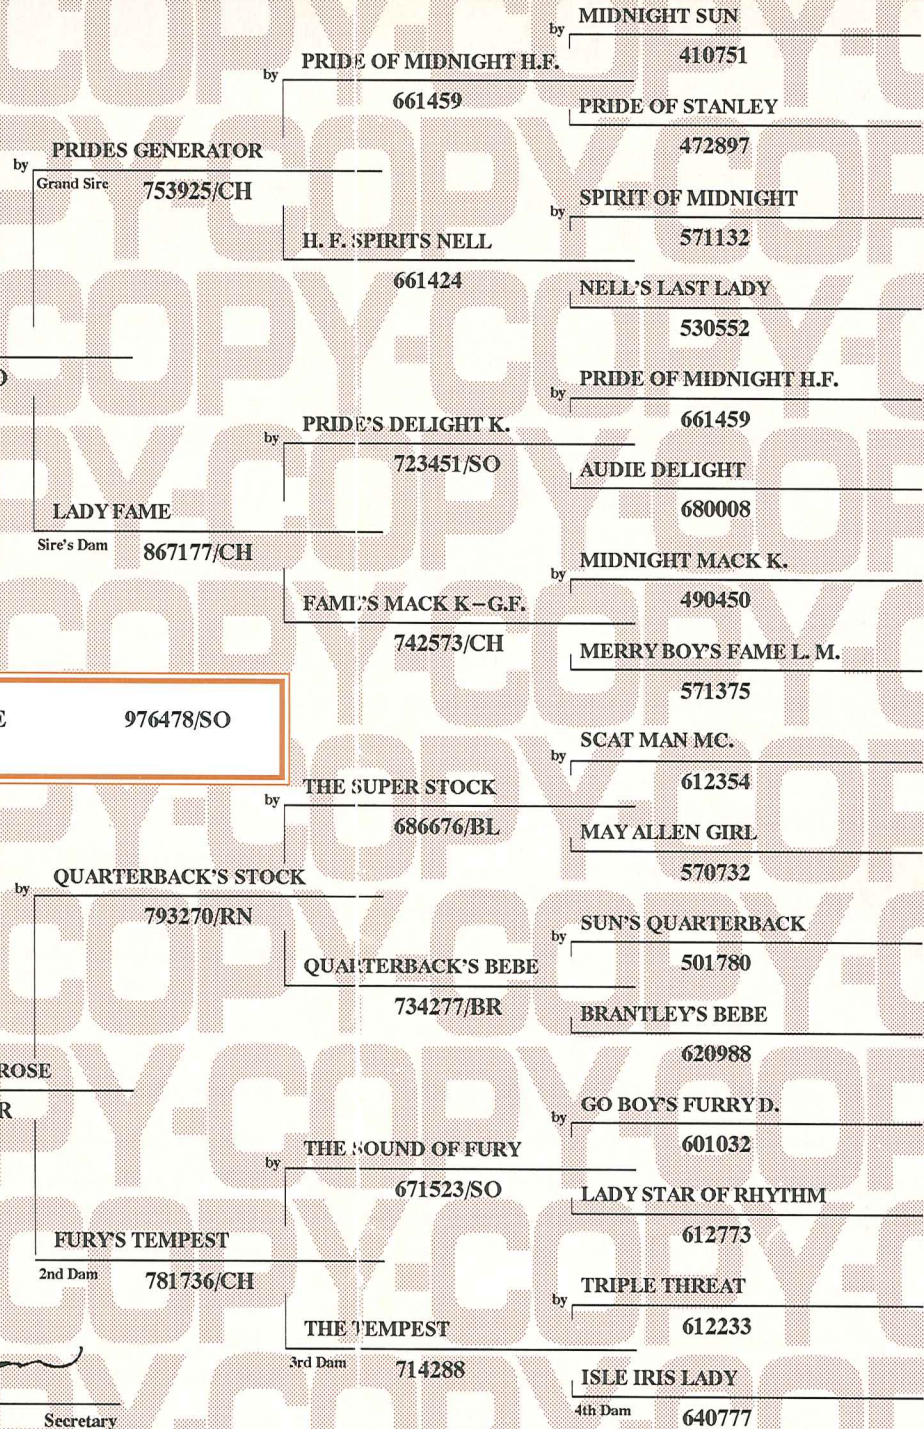 MIDNIGHT SUN
by
410751
PRIDE OF MIDNIGHT H.F.
by
661459
PRIDE OF STANLEY
472897
PRIDES GENERATOR
by
Grand Sire 753925/CH
SPIRIT OF MIDNIGHT
by
571132
H. F. SPIRITS NELL
661424
NELL'S LAST LADY
530552
PRIDE OF MIDNIGHT H.F.
by
661459
PRIDE'S DELIGHT K.
by
723451/SO
AUDIE DELIGHT
680008
LADY FAME
Sire's Dam 867177/CH
MIDNIGHT MACK K.
by
490450
FAME'S MACK K–G.F.
742573/CH
MERRY BOY'S FAME L. M.
571375
E 976478/SO
SCAT MAN MC.
by
612354
THE SUPER STOCK
by
686676/BL
MAY ALLEN GIRL
570732
QUARTERBACK'S STOCK
by
793270/RN
SUN'S QUARTERBACK
by
501780
QUARTERBACK'S BEBE
734277/BR
BRANTLEY'S BEBE
620988
ROSE
R
GO BOY'S FURRY D.
by
601032
THE SOUND OF FURY
by
671523/SO
LADY STAR OF RHYTHM
612773
FURY'S TEMPEST
2nd Dam 781736/CH
TRIPLE THREAT
by
612233
THE TEMPEST
3rd Dam 714288
ISLE IRIS LADY
4th Dam 640777
Secretary
COPY-COPY-COPY